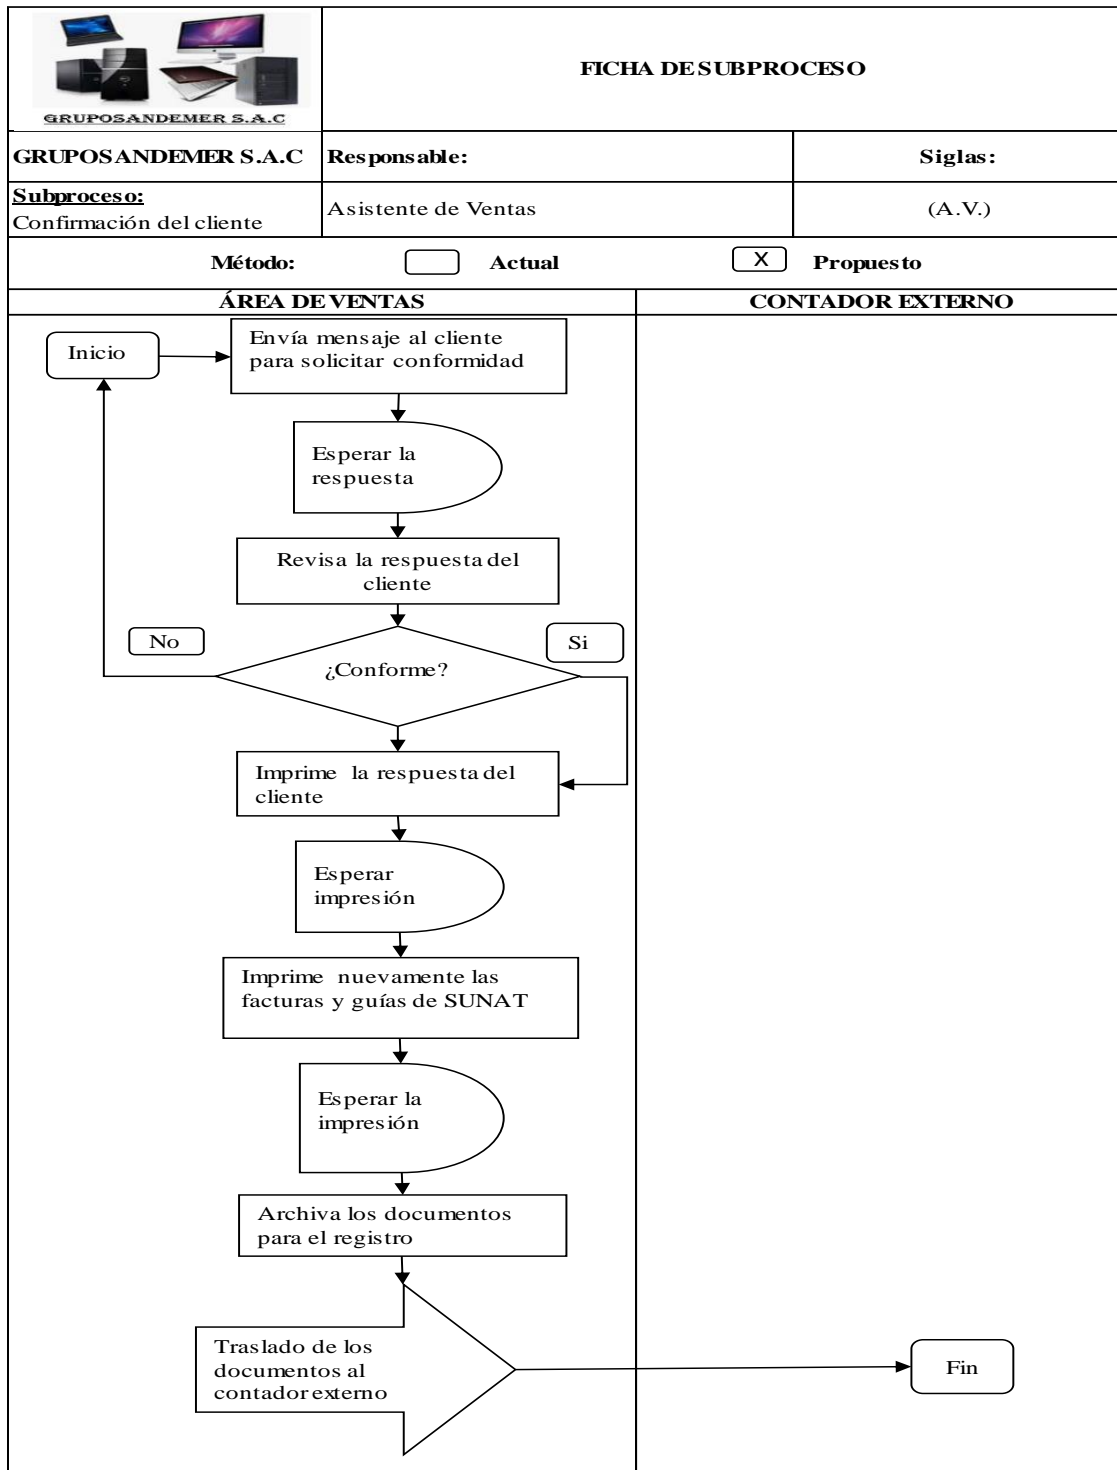 GRUPOSANDEMER S.A.C
FICHA DE SUBPROCESO
GRUPOSANDEMER S.A.C
Responsable:
Siglas:
Subproceso:
Confirmación del cliente
Asistente de Ventas
(A.V.)
Método:
Actual
X
Propuesto
ÁREA DE VENTAS
CONTADOR EXTERNO
Inicio
Envía mensaje al cliente
para solicitar conformidad
Esperar la
respuesta
Revisa la respuesta del
cliente
No
Si
¿Conforme?
Imprime la respuesta del
cliente
Esperar
impresión
Imprime nuevamente las
facturas y guías de SUNAT
Esperar la
impresión
Archiva los documentos
para el registro
Traslado de los
documentos al
contador externo
Fin